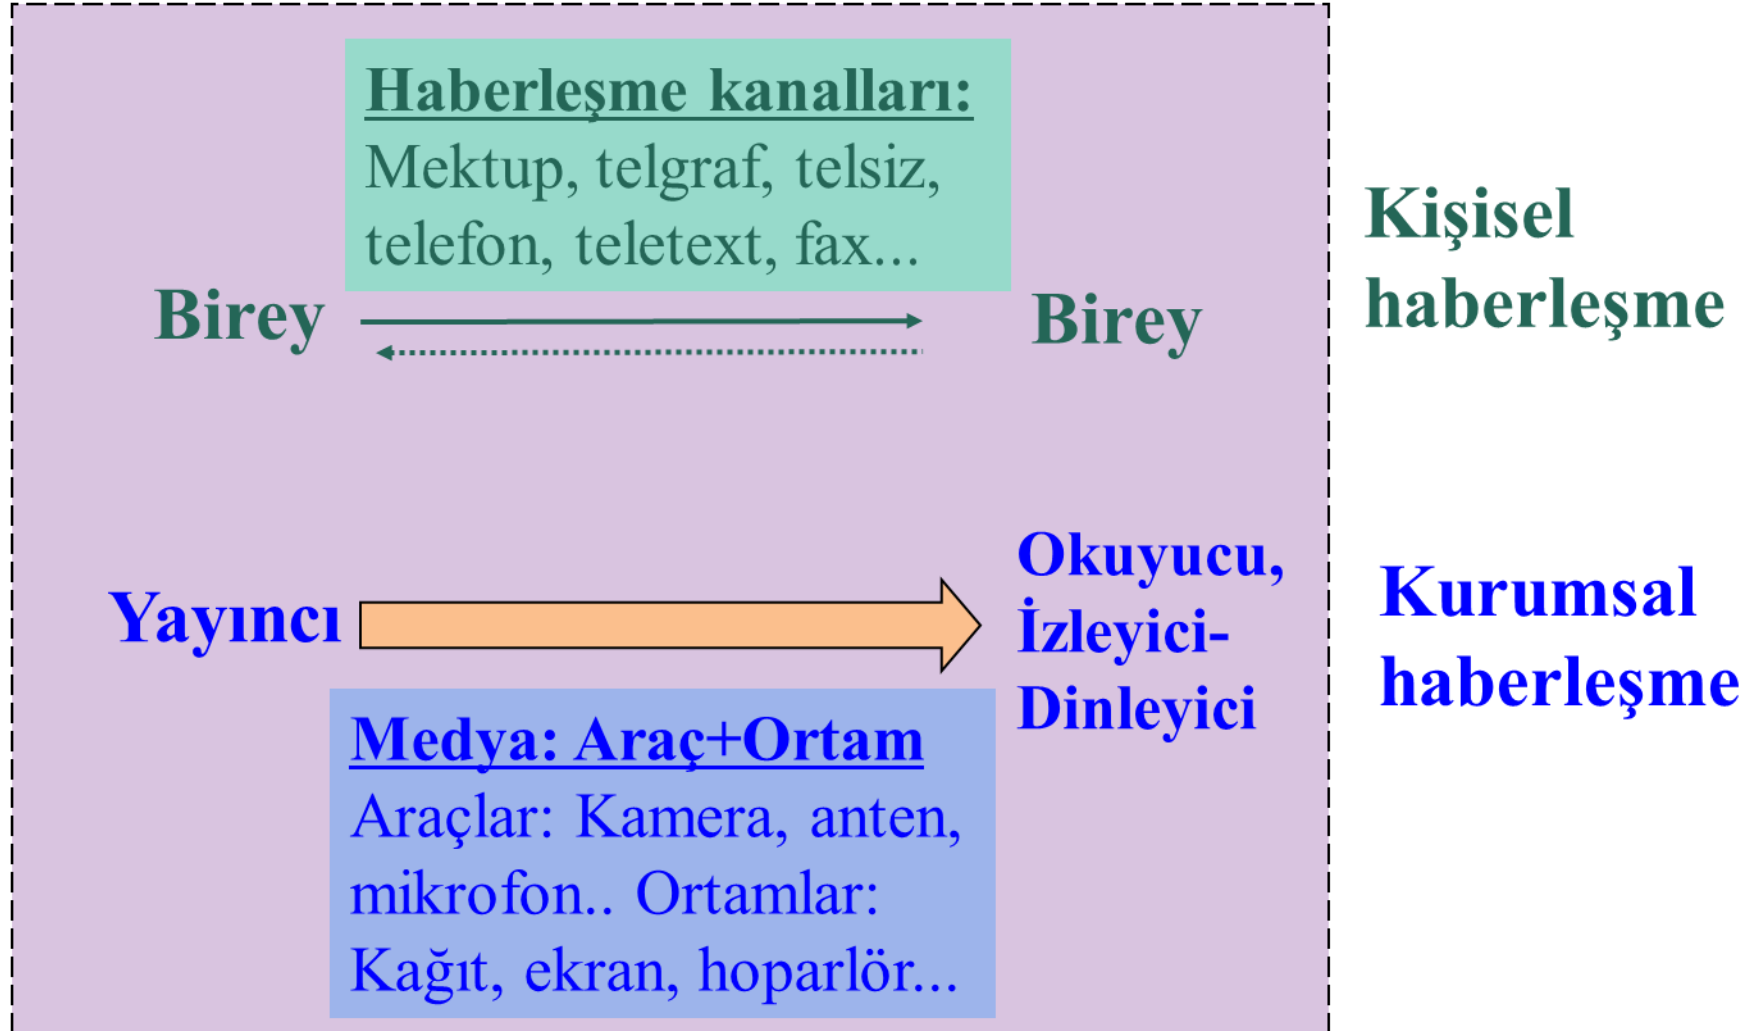 Haberleşme kanalları:
Mektup, telgraf, telsiz,
telefon, teletext, fax...
Birey
Birey
Kişisel
haberleşme
Yayıncı
Okuyucu,
İzleyici-
Dinleyici
Kurumsal
haberleşme
Medya: Araç+Ortam
Araçlar: Kamera, anten,
mikrofon.. Ortamlar:
Kağıt, ekran, hoparlör...